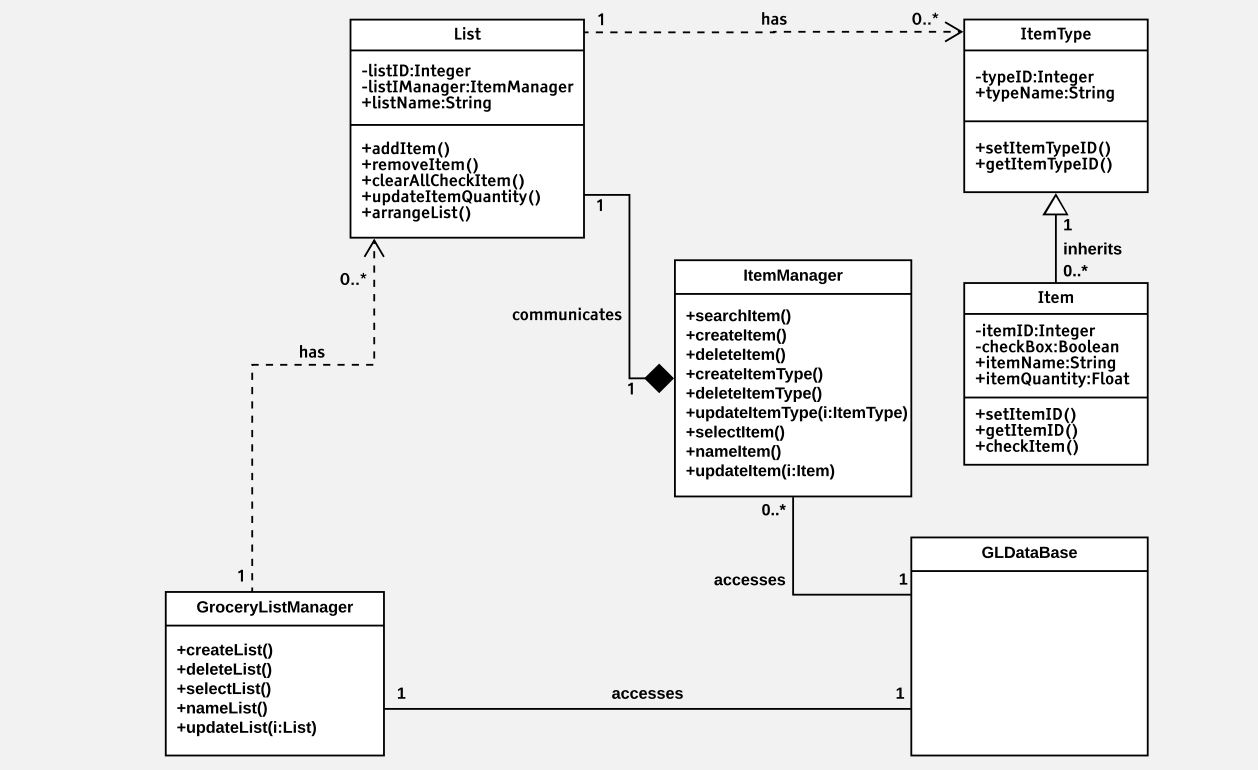 List
-listID:Integer
-listIManager:ItemManager
+listName:String
+addItem()
+removeItem()
+clearAllCheckItem()
+updateItemQuantity()
+arrangeList()
1
has
0..*
ItemType
-typeID:Integer
+typeName:String
+setItemTypeID()
+getItemTypeID()
1
inherits
0..*
Item
-itemID:Integer
-checkBox:Boolean
+itemName:String
+itemQuantity:Float
+setItemID()
+getItemID()
+checkItem()
1
communicates
1
ItemManager
+searchItem()
+createItem()
+deleteItem()
+createItemType()
+deleteItemType()
+updateItemType(i:ItemType)
+selectItem()
+nameItem()
+updateItem(i:Item)
0..*
has
1
0..*
accesses
1
GLDataBase
GroceryListManager
+createList()
+deleteList()
+selectList()
+nameList()
+updateList(i:List)
1
accesses
1